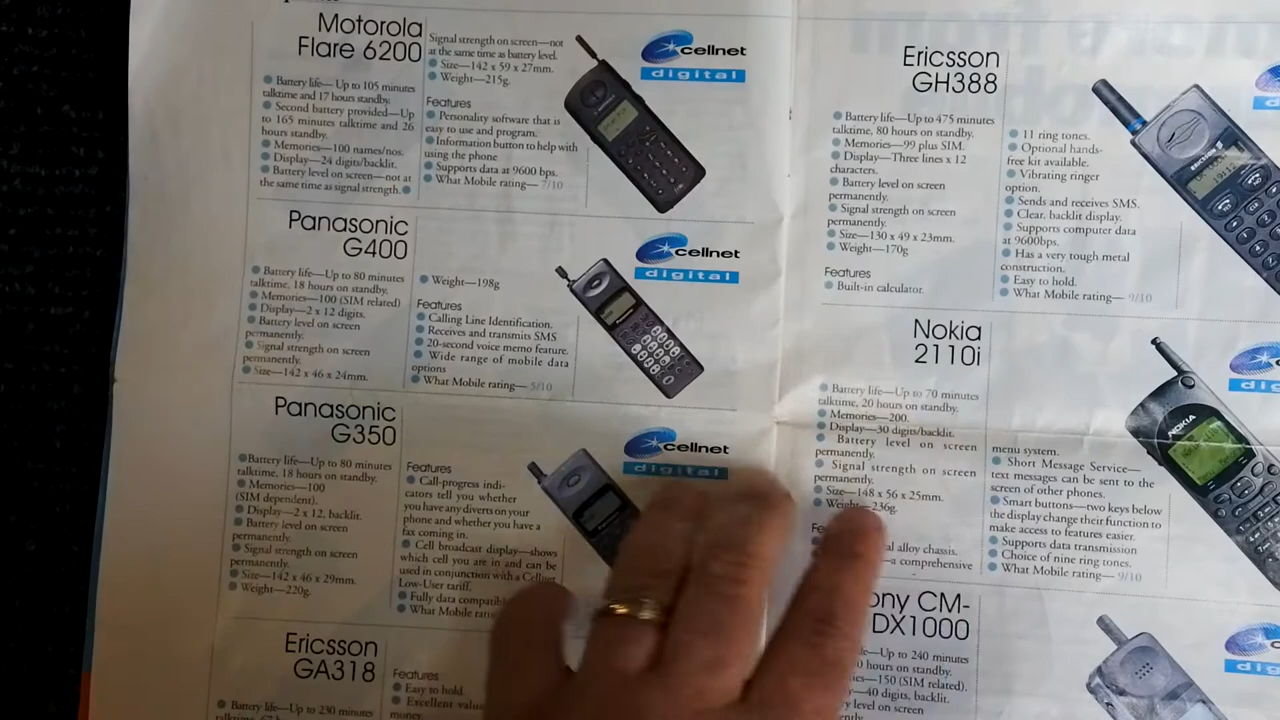 Motorola
Flare 6200
Battery life— Up to 105 minutes
talktime and 17 hours standby.
Second battery provided—Up
to 165 minutes talktime and 26
hours standby.
Memories—100 names/nos.
Display—24 digits/backlit.
Battery level on screen—not at
the same time as signal strength.
Signal strength on screen—not
at the same time as battery level.
Size—142 x 59 x 27mm.
Weight—215g.
Features
Personality software that is
easy to use and program.
Information button to help with
using the phone
Supports data at 9600 bps.
What Mobile rating— 7/10
cellnet
digital
Panasonic
G400
Battery life—Up to 80 minutes
talktime, 18 hours on standby.
Memories—100 (SIM related)
Display—2 x 12 digits.
Battery level on screen
permanently.
Signal strength on screen
permanently.
Size—142 x 46 x 24mm.
Weight—198g
Features
Calling Line Identification.
Receives and transmits SMS
20-second voice memo feature.
Wide range of mobile data
options
What Mobile rating— 5/10
cellnet
digital
Panasonic
G350
Battery life—Up to 80 minutes
talktime, 18 hours on standby.
Memories—100
(SIM dependent).
Display—2 x 12, backlit.
Battery level on screen
permanently.
Signal strength on screen
permanently.
Size—142 x 46 x 29mm.
Weight—220g.
Features
Call-progress indi-
cators tell you whether
you have any diverts on your
phone and whether you have a
fax coming in.
Cell broadcast display—shows
which cell you are in and can be
used in conjunction with a Cellnet
Low-User tariff.
Fully data
What Mobile
cellnet
digital
Ericsson
GA318
Battery life—Up to 230 minutes
Features
Easy to hold.
Excellent
money.
Ericsson
GH388
Battery life—Up to 475 minutes
talktime, 80 hours on standby.
Memories—99 plus SIM.
Display—Three lines x 12
characters.
Battery level on screen
permanently.
Signal strength on screen
permanently.
Size—130 x 49 x 23mm.
Weight—170g
Features
Built-in calculator.
11 ring tones.
Optional hands-
free kit available.
Vibrating ringer
option.
Sends and receives SMS.
Clear, backlit display.
Supports computer data
at 9600bps.
Has a very tough metal
construction.
Easy to hold.
What Mobile rating— 9/10
ERICSSON
Nokia
2110i
Battery life—Up to 70 minutes
talktime, 20 hours on standby.
Memories—200.
Display—30 digits/backlit.
Battery level on screen
permanently.
Signal strength on screen
permanently.
Size—148 x 56 x 25mm.
Weight—236g.
alloy chassis.
—a comprehensive
menu system.
Short Message Service—
text messages can be sent to the
screen of other phones.
Smart buttons—two keys below
the display change their function to
make access to features easier.
Supports data transmission
Choice of nine ring tones.
What Mobile rating— 9/10
NOKIA
ony CM-
DX1000
—Up to 240 minutes
0 hours on standby.
—150 (SIM related).
—40 digits, backlit.
level on screen